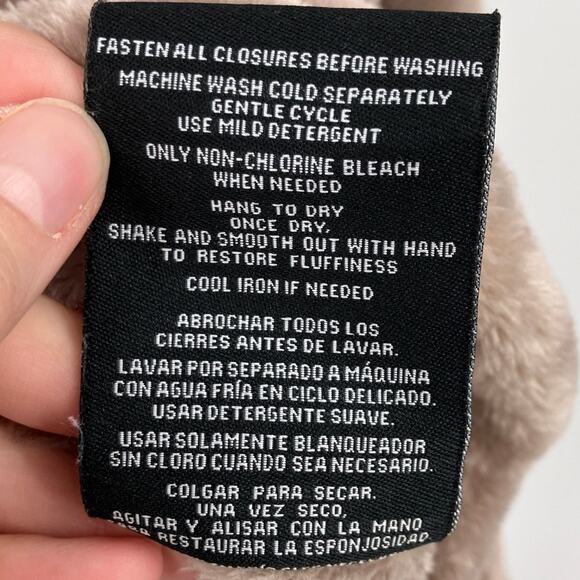 FASTEN ALL CLOSURES BEFORE WASHING
MACHINE WASH COLD SEPARATELY
GENTLE CYCLE
USE MILD DETERGENT
ONLY NON-CHLORINE BLEACH
WHEN NEEDED
HANG TO DRY
ONCE DRY,
SHAKE AND SMOOTH OUT WITH HAND
TO RESTORE FLUFFINESS
COOL IRON IF NEEDED
ABROCHAR TODOS LOS
CIERRES ANTES DE LAVAR.
LAVAR POR SEPARADO A MÁQUINA
CON AGUA FRÍA EN CICLO DELICADO.
USAR DETERGENTE SUAVE.
USAR SOLAMENTE BLANQUEADOR
SIN CLORO CUANDO SEA NECESARIO.
COLGAR PARA SECAR.
UNA VEZ SECO,
AGITAR Y ALISAR CON LA MANO
RESTAURAR LA ESPONJOSIDAD